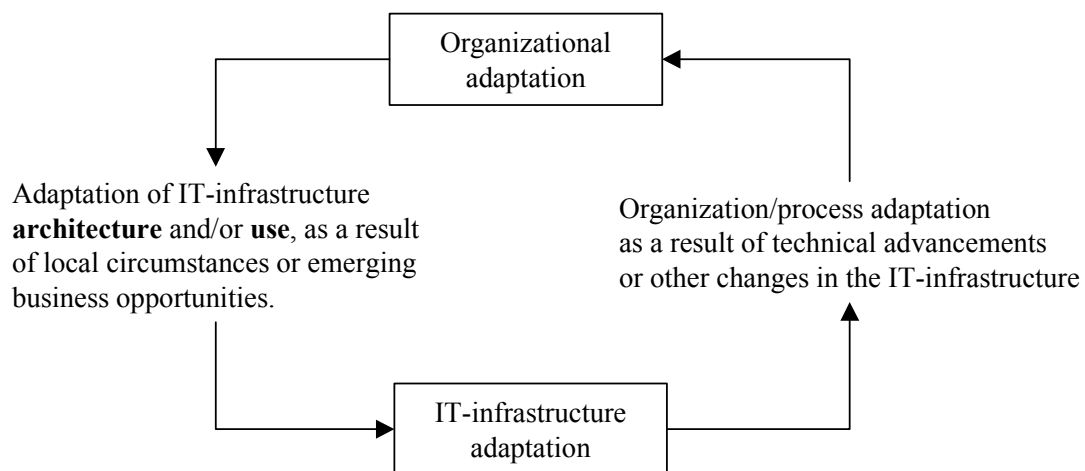 Organizational
adaptation
Adaptation of IT-infrastructure
architecture and/or use, as a result
of local circumstances or emerging
business opportunities.
Organization/process adaptation
as a result of technical advancements
or other changes in the IT-infrastructure
IT-infrastructure
adaptation